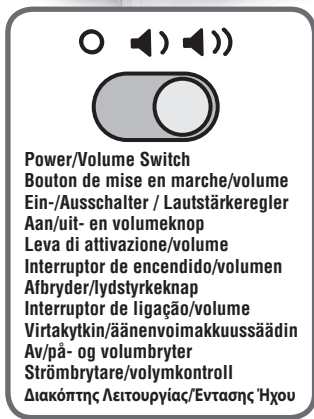 Power/Volume Switch
Bouton de mise en marche/volume
Ein-/Ausschalter / Lautstärkeregler
Aan/uit- en volumeknop
Leva di attivazione/volume
Interruptor de encendido/volumen
Afbryder/lydstyrkeknap
Interruptor de ligação/volume
Virtakytkin/äänenvoimakkuussäädin
Av/på- og volumbryter
Strömbrytare/volymkontroll
Διακόπτης Λειτουργίας/Έντασης Ήχου